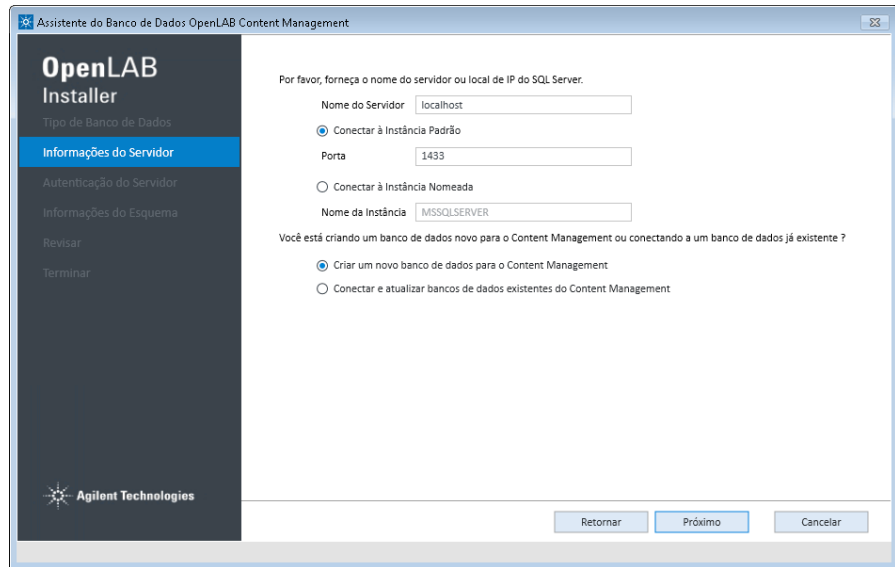 Assistente do Banco de Dados OpenLAB Content Management
OpenLAB
Installer
Tipo de Banco de Dados
Informações do Servidor
Autenticação do Servidor
Informações do Esquema
Revisar
Terminar
Agilent Technologies
Por favor, forneça o nome do servidor ou local de IP do SQL Server.
Nome do Servidor localhost
Conectar à Instância Padrão
Porta 1433
Conectar à Instância Nomeada
Nome da Instância MSSQLSERVER
Você está criando um banco de dados novo para o Content Management ou conectando a um banco de dados já existente ?
Criar um novo banco de dados para o Content Management
Conectar e atualizar bancos de dados existentes do Content Management
Retornar Próximo Cancelar